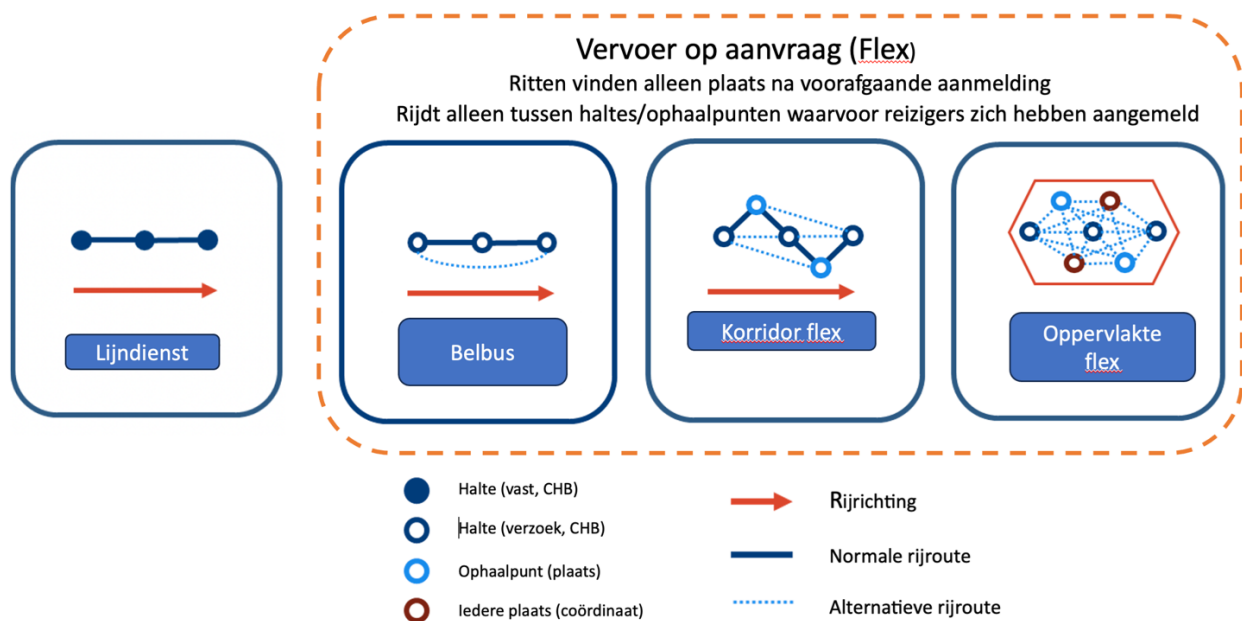 Vervoer op aanvraag (Flex)
Ritten vinden alleen plaats na voorafgaande aanmelding
Rijdt alleen tussen haltes/ophaalpunten waarvoor reizigers zich hebben aangemeld
Lijndienst
Belbus
Korridor flex
Oppervlakte
flex
Halte (vast, CHB)
Halte (verzoek, CHB)
Ophaalpunt (plaats)
Iedere plaats (coördinaat)
Rijrichting
Normale rijroute
Alternatieve rijroute